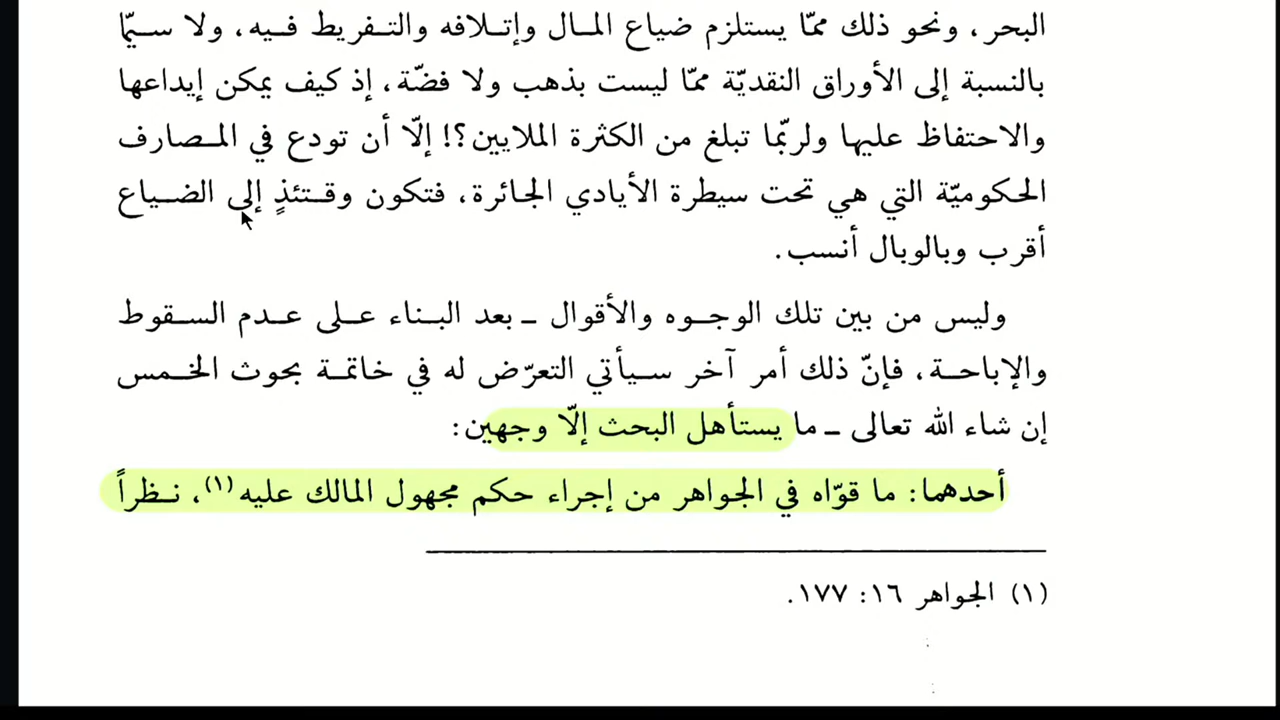 البحر، ونحو ذلك ممّا يستلزم ضياع المال وإتلافه والتفريط فيه، ولا سيّما
بالنسبة إلى الأوراق النقديّة ممّا ليست بذهب ولا فضّة، إذ كيف يمكن إيداعها
والاحتفاظ عليها ولربّما تبلغ من الكثرة الملايين؟! إلّا أن تودع في المصارف
الحكوميّة التي هي تحت سيطرة الأيادي الجائرة، فتكون وقتئذٍ إلى الضياع
أقرب وبالوبال أنسب.
وليس من بين تلك الوجوه والأقوال ـ بعد البناء على عدم السقوط
والإباحة، فإنّ ذلك أمر آخر سيأتي التعرّض له في خاتمة بحوث الخمس
إن شاء الله تعالى ـ ما يستأهل البحث إلّا وجهين:
أحدهما: ما قوّاه في الجواهر من إجراء حكم مجهول المالك عليه(١)، نظراً
(١) الجواهر ١٦: ١٧٧.